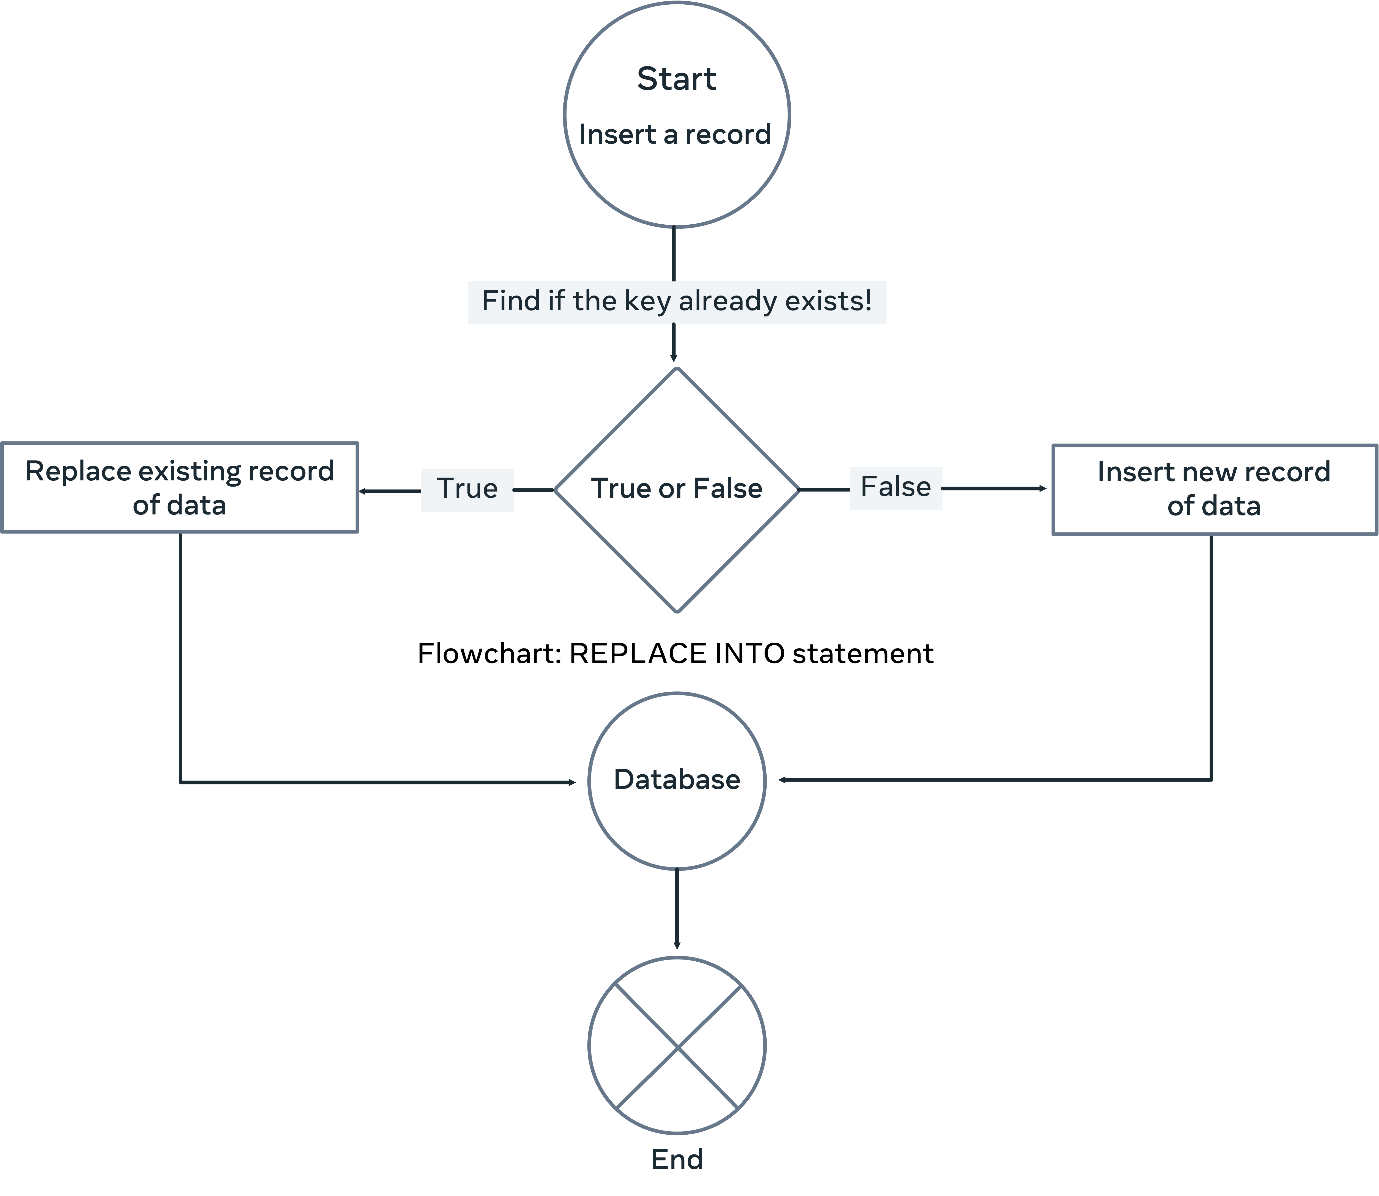 Start
Insert a record
Find if the key already exists!
Replace existing record
of data
True
True or False
False
Insert new record
of data
Flowchart: REPLACE INTO statement
Database
End